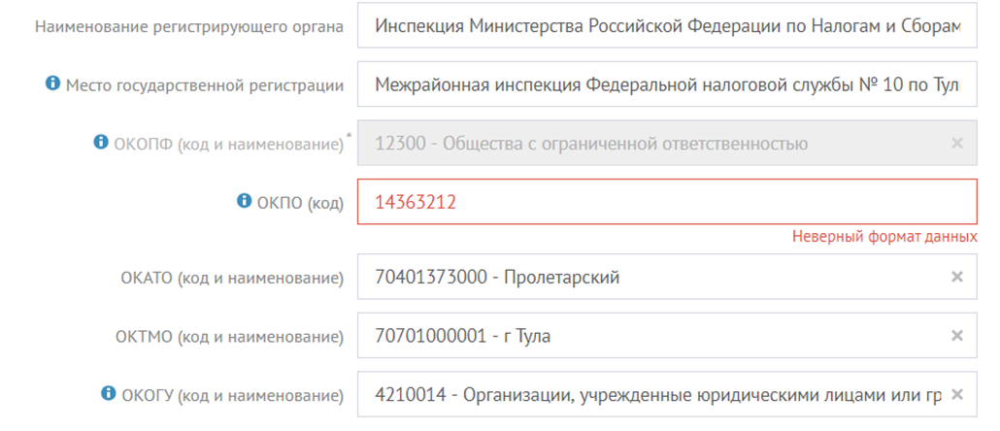 Наименование регистрирующего органа Инспекция Министерства Российской Федерации по Налогам и Сборам
Место государственной регистрации Межрайонная инспекция Федеральной налоговой службы № 10 по Тул
ОКОПФ (код и наименование)* 12300 - Общества с ограниченной ответственностью ×
ОКПО (код) 14363212
Неверный формат данных
ОКАТО (код и наименование) 70401373000 - Пролетарский ×
ОКТМО (код и наименование) 70701000001 - г Тула ×
ОКОГУ (код и наименование) 4210014 - Организации, учрежденные юридическими лицами или гр ×